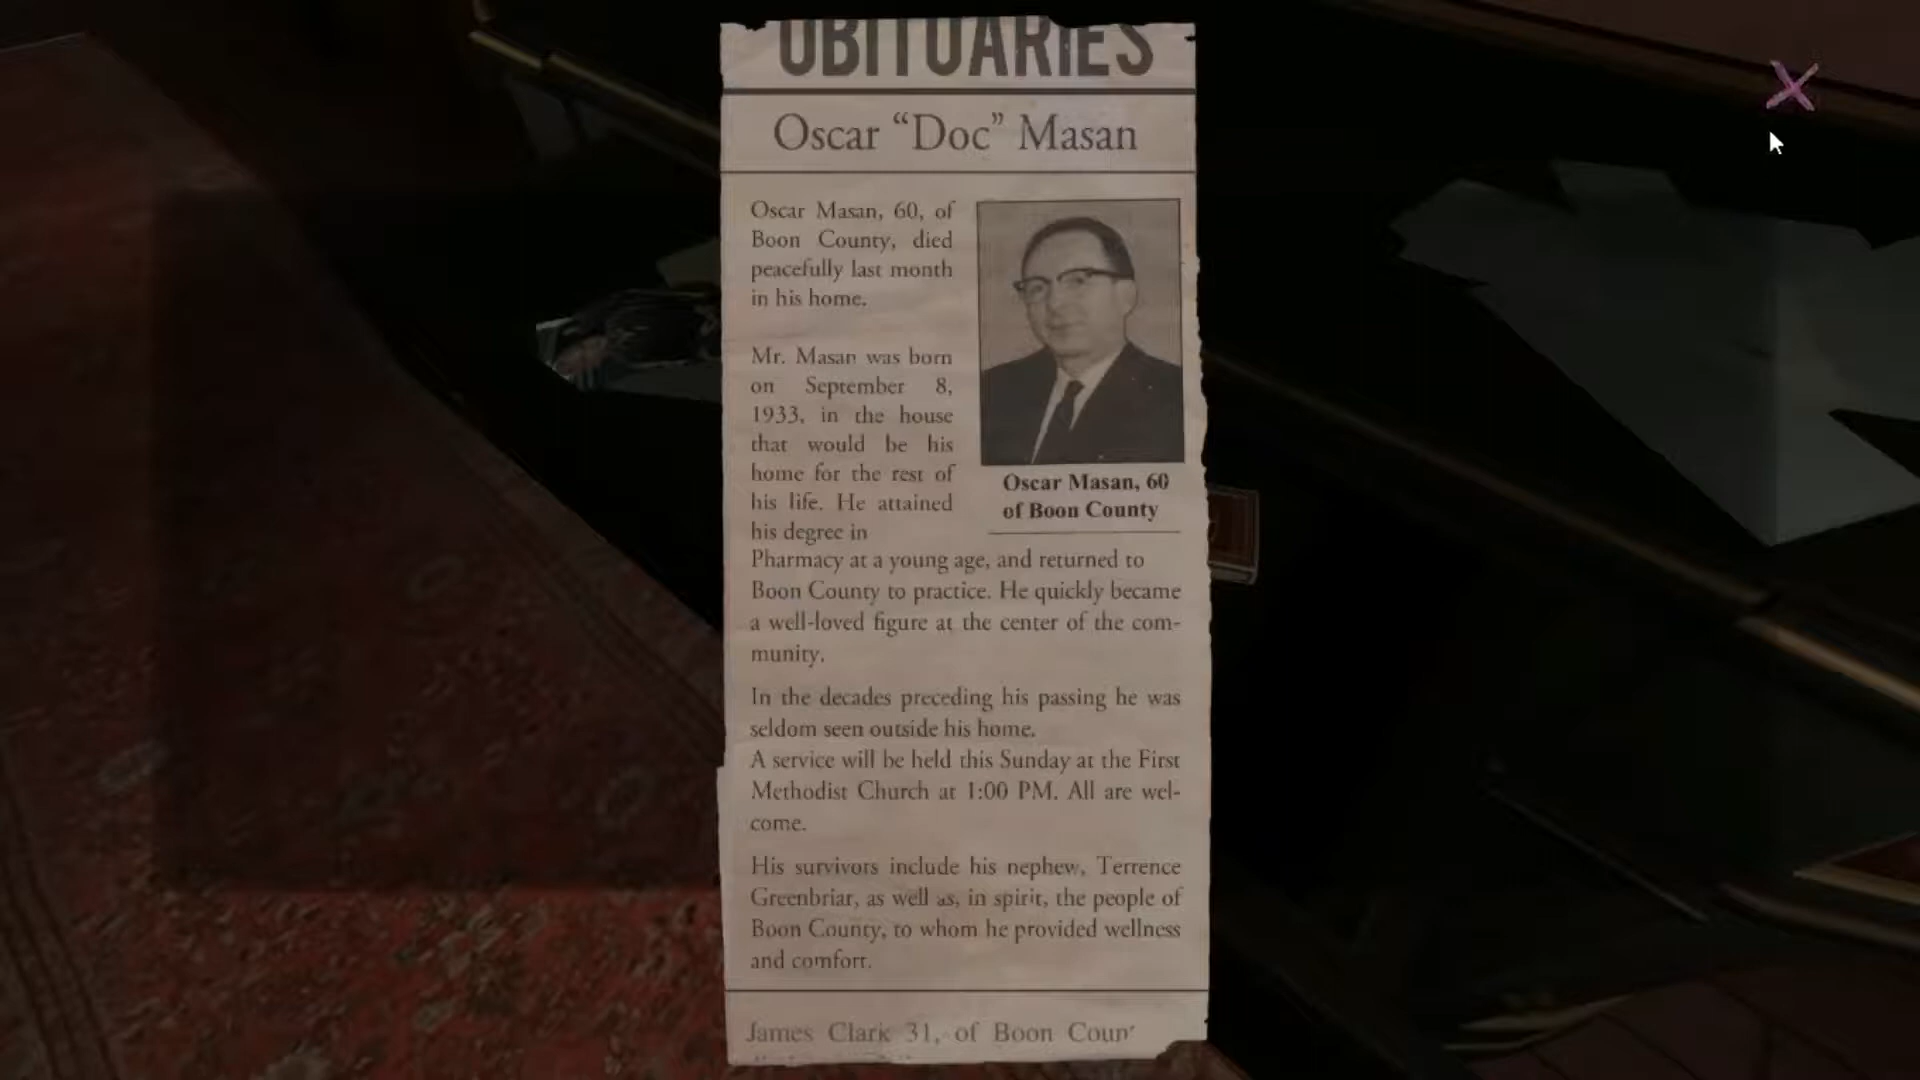 OBITUARIES
Oscar “Doc” Masan
Oscar Masan, 60, of
Boon County, died
peacefully last month
in his home.
Mr. Masan was born
on September 8,
1933, in the house
that would be his
home for the rest of
his life. He attained
his degree in
Pharmacy at a young age, and returned to
Boon County to practice. He quickly became
a well-loved figure at the center of the com-
munity.
In the decades preceding his passing he was
seldom seen outside his home.
A service will be held this Sunday at the First
Methodist Church at 1:00 PM. All are wel-
come.
His survivors include his nephew, Terrence
Greenbriar, as well as, in spirit, the people of
Boon County, to whom he provided wellness
and comfort.
Oscar Masan, 60
of Boon County
James Clark 31, of Boon Coun